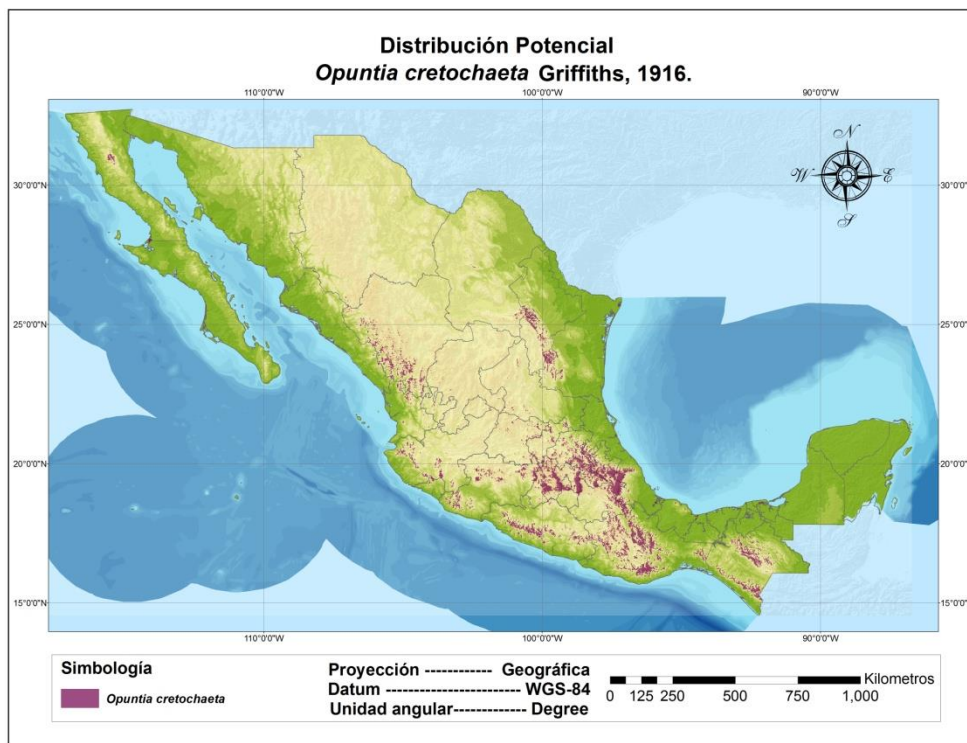 Distribución Potencial
Opuntia cretochaeta Griffiths, 1916.
110°0'0"W 100°0'0"W 90°0'0"W
N
W E
S
30°0'0"N 30°0'0"N
25°0'0"N 25°0'0"N
20°0'0"N 20°0'0"N
15°0'0"N 15°0'0"N
110°0'0"W 100°0'0"W 90°0'0"W
Simbología
Opuntia cretochaeta
Proyección ----------- Geográfica
Datum ---------------------- WGS-84
Unidad angular------------- Degree
Kilometros
0 125 250 500 750 1,000